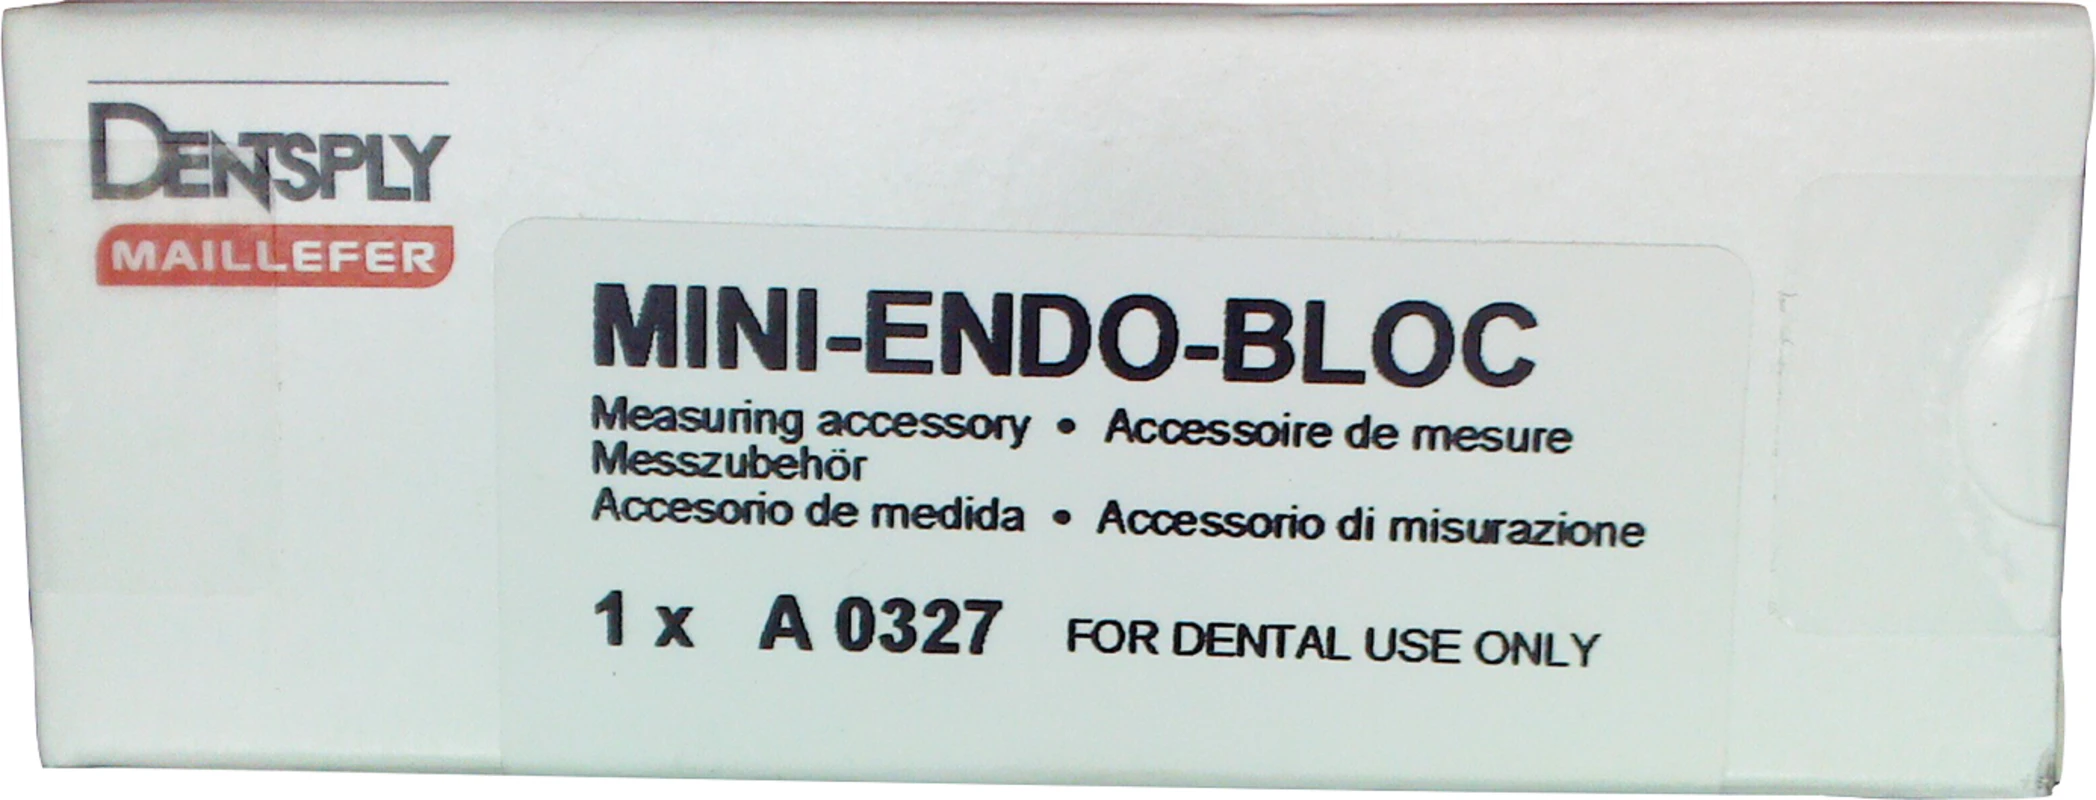 DENTSPLY
MAILLEFER
MINI-ENDO-BLOC
Measuring accessory • Accessoire de mesure
Messzubehör
Accesorio de medida • Accessorio di misurazione
1 x A 0327 FOR DENTAL USE ONLY